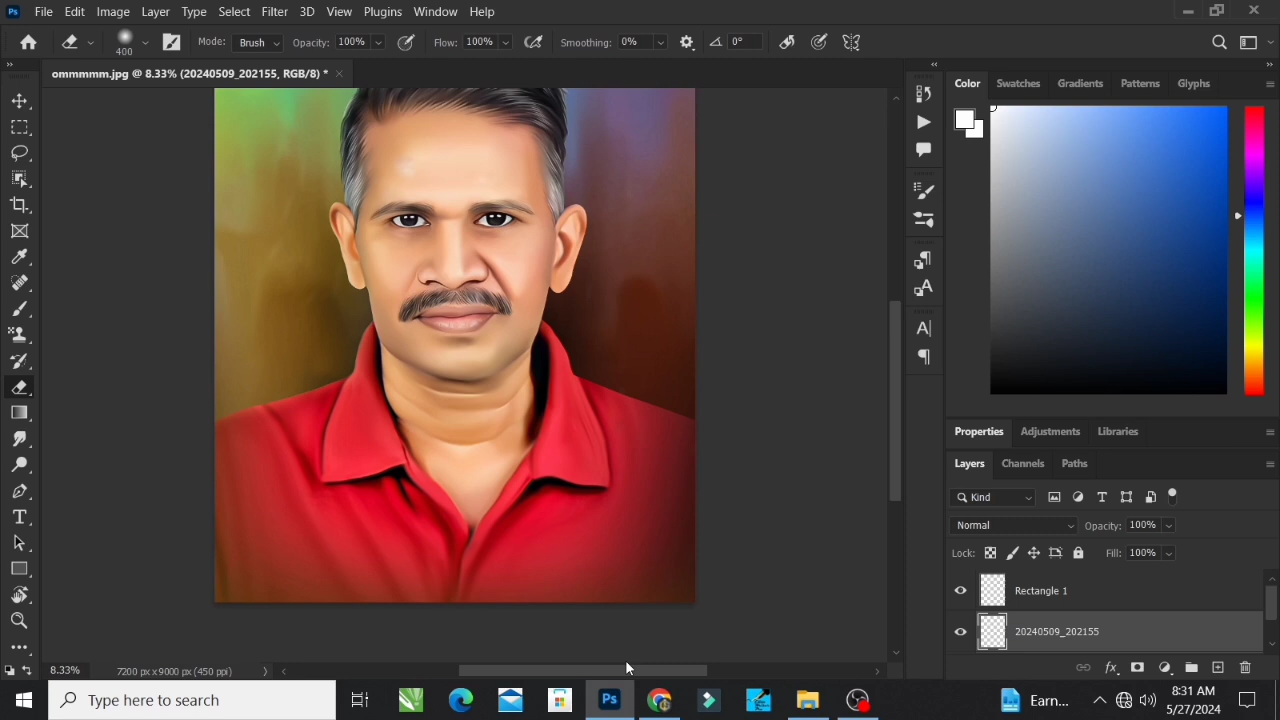 Ps File Edit Image Layer Type Select Filter 3D View Plugins Window Help
400 Mode: Brush Opacity: 100% Flow: 100% Smoothing: 0% 0°
ommmmm.jpg @ 8.33% (20240509_202155, RGB/8) *
Color Swatches Gradients Patterns Glyphs
Properties Adjustments Libraries
Layers Channels Paths
Kind
Normal Opacity: 100%
Lock: Fill: 100%
Rectangle 1
20240509_202155
8.33% 7200 px x 9000 px (450 ppi)
Type here to search
Ps
Earn...
8:31 AM
5/27/2024